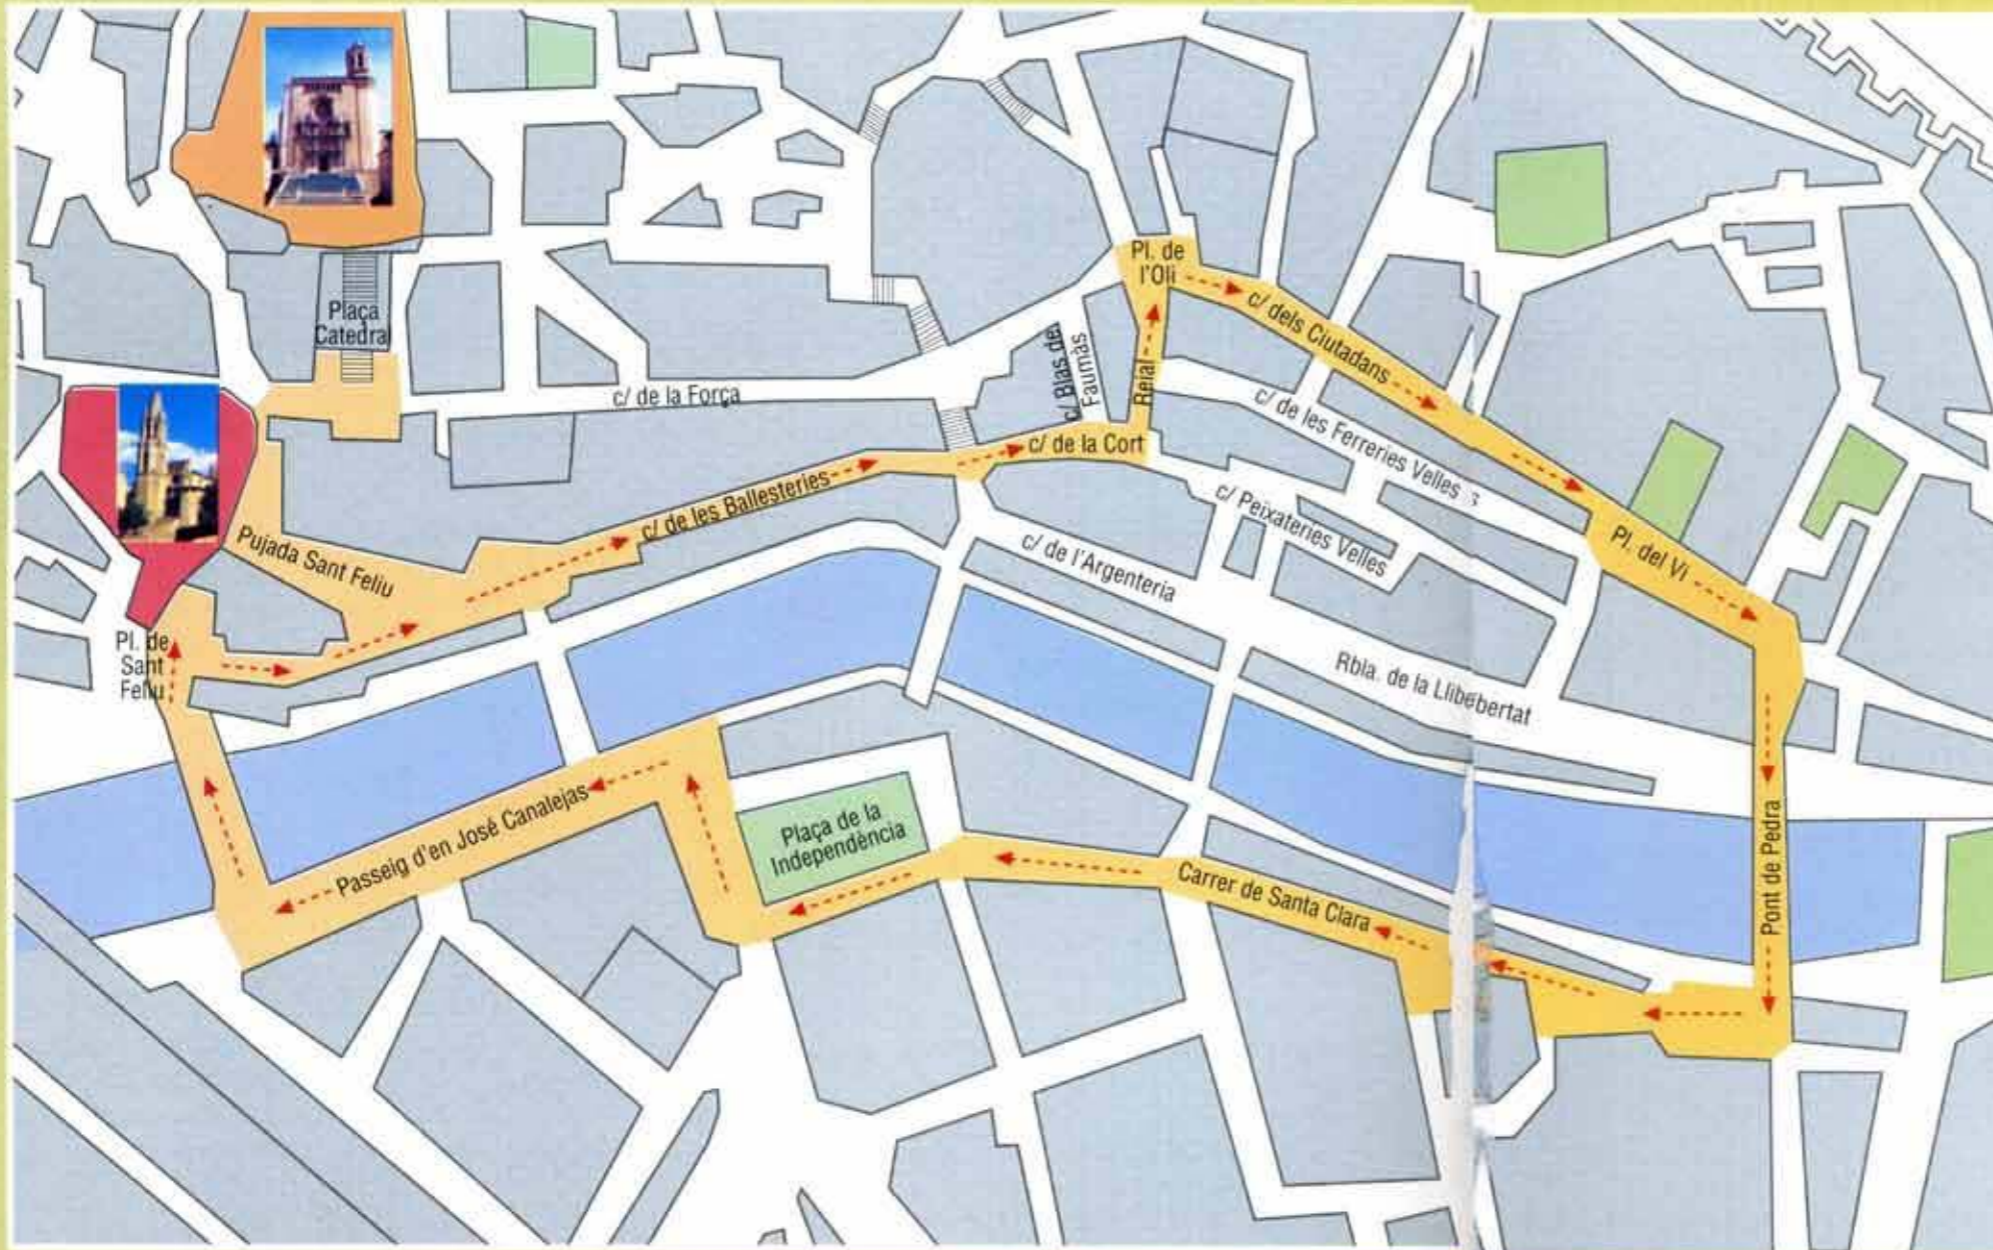 Pl. de
l'Oli
c/ dels Ciutadans
Plaça
Catedral
c/ Blas de
Faumàs
Reial
c/ de la Força
c/ de les Ferreries Velles
c/ de la Cort
c/ de les Ballesteries
c/ Peixateries Velles
Pujada Sant Feliu
c/ de l'Argenteria
Pl. del Vi
Pl. de
Sant
Feliu
Rbla. de la Llibebertat
Passeig d'en José Canalejas
Plaça de la
Independència
Pont de Pedra
Carrer de Santa Clara